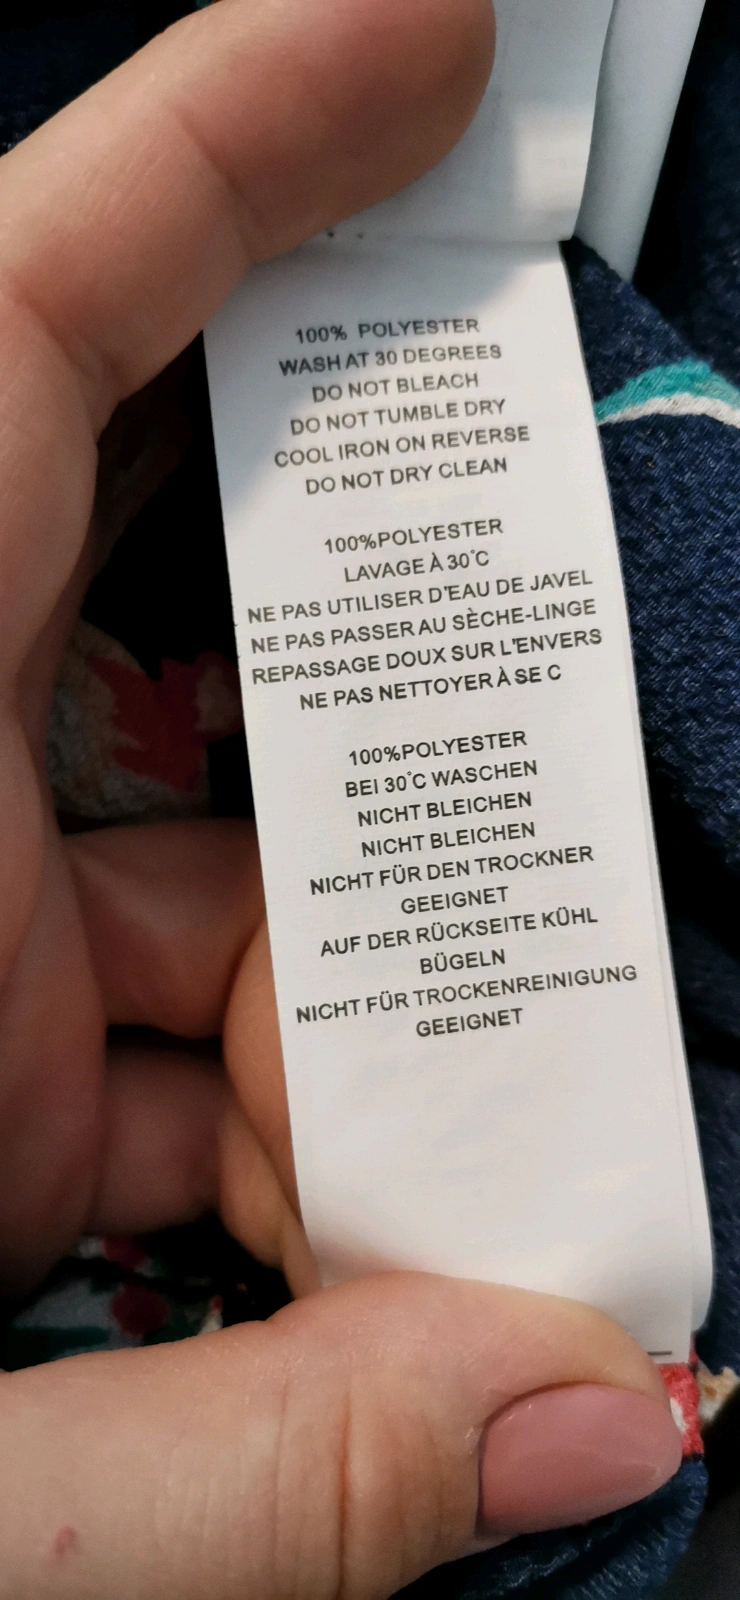 100% POLYESTER
WASH AT 30 DEGREES
DO NOT BLEACH
DO NOT TUMBLE DRY
COOL IRON ON REVERSE
DO NOT DRY CLEAN
100%POLYESTER
LAVAGE À 30°C
NE PAS UTILISER D'EAU DE JAVEL
NE PAS PASSER AU SÈCHE-LINGE
REPASSAGE DOUX SUR L'ENVERS
NE PAS NETTOYER À SE C
100%POLYESTER
BEI 30°C WASCHEN
NICHT BLEICHEN
NICHT BLEICHEN
NICHT FÜR DEN TROCKNER
GEEIGNET
AUF DER RÜCKSEITE KÜHL
BÜGELN
NICHT FÜR TROCKENREINIGUNG
GEEIGNET